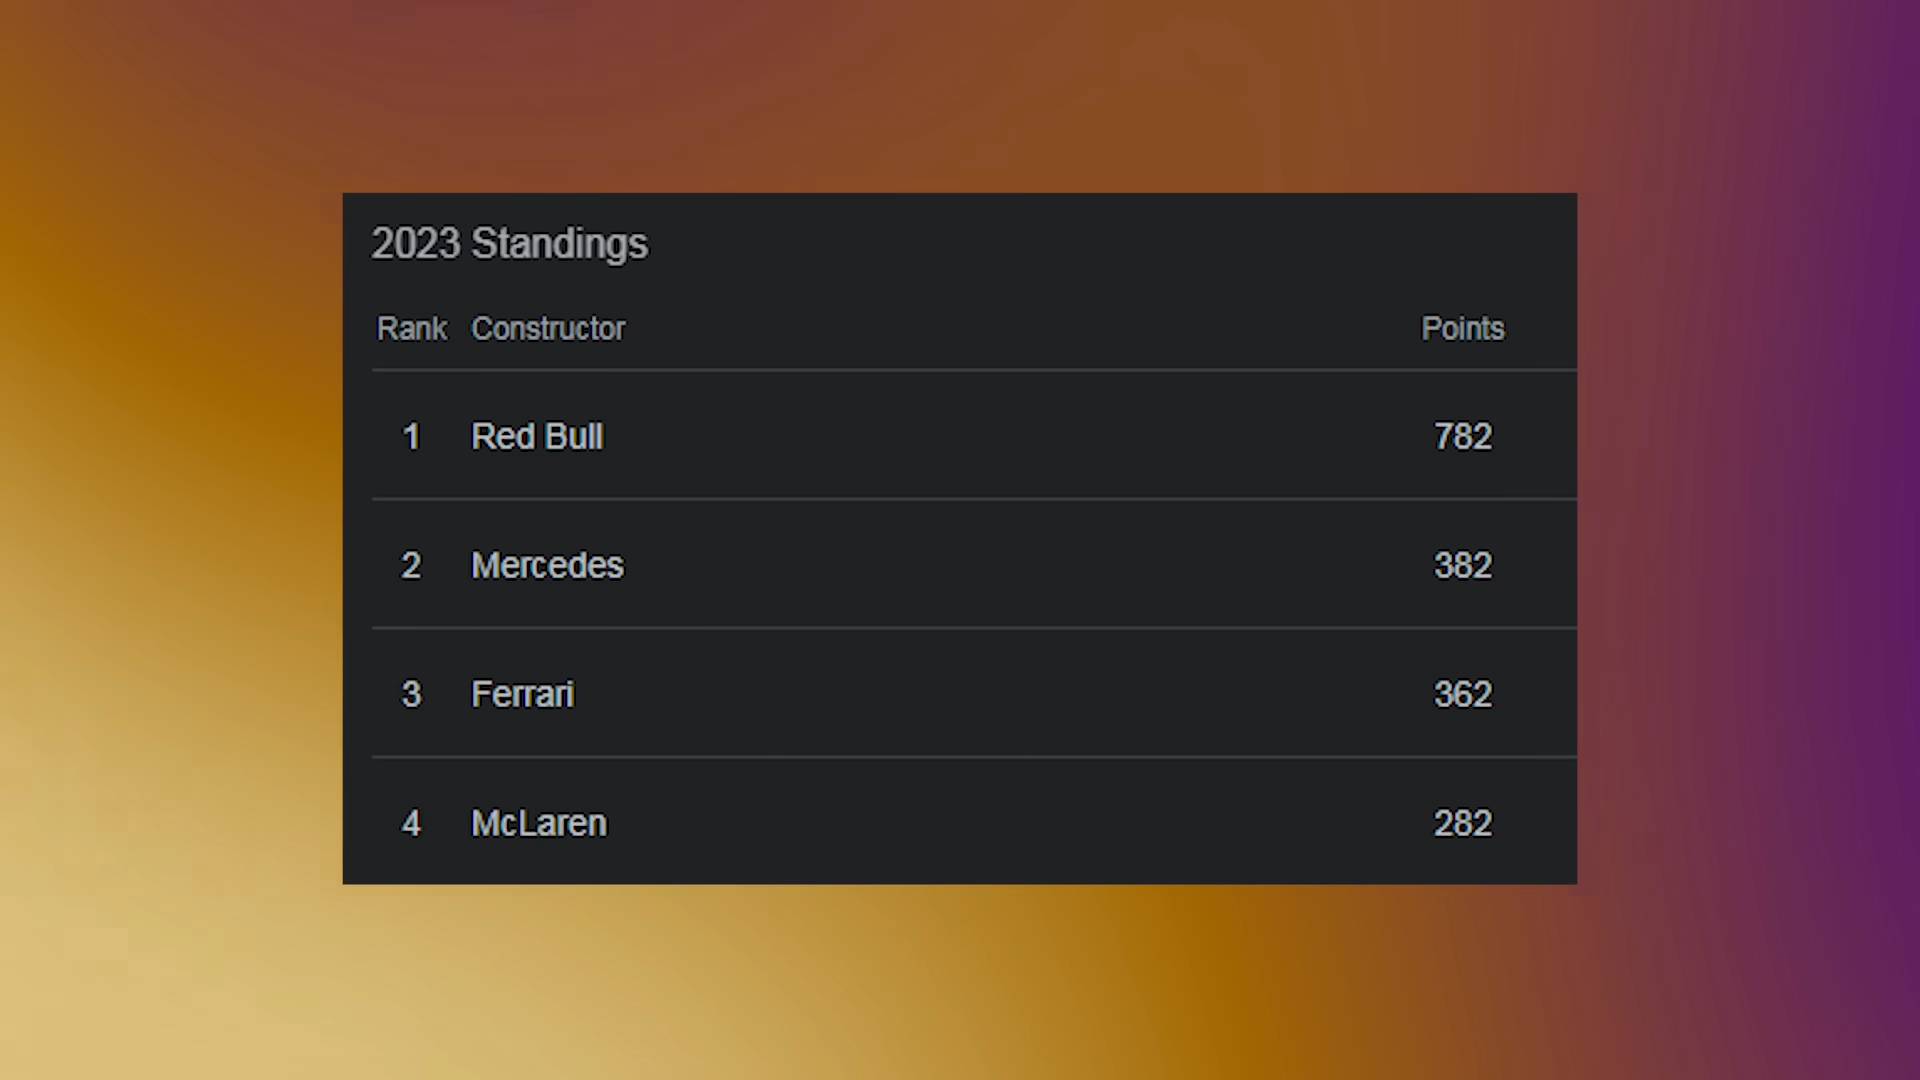 2023 Standings
Rank Constructor Points
1 Red Bull 782
2 Mercedes 382
3 Ferrari 362
4 McLaren 282